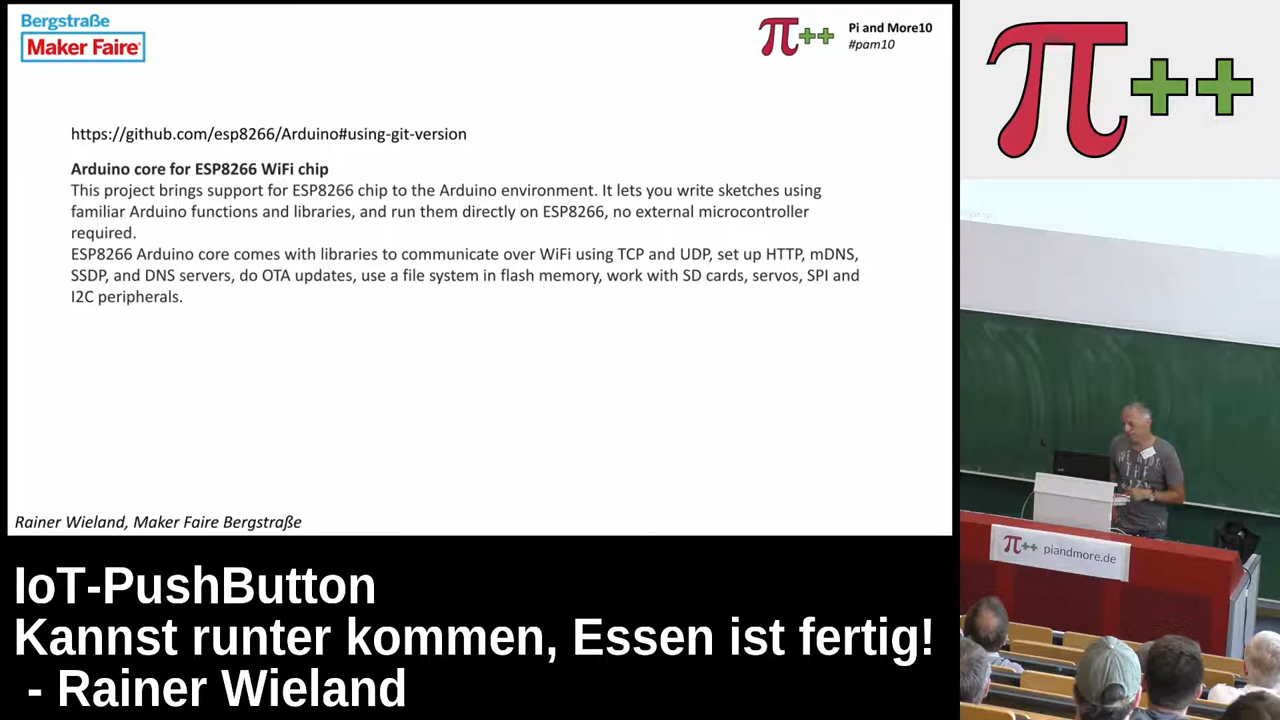 Bergstraße
Maker Faire
π++
Pi and More10
#pam10
https://github.com/esp8266/Arduino#using-git-version
Arduino core for ESP8266 WiFi chip
This project brings support for ESP8266 chip to the Arduino environment. It lets you write sketches using
familiar Arduino functions and libraries, and run them directly on ESP8266, no external microcontroller
required.
ESP8266 Arduino core comes with libraries to communicate over WiFi using TCP and UDP, set up HTTP, mDNS,
SSDP, and DNS servers, do OTA updates, use a file system in flash memory, work with SD cards, servos, SPI and
I2C peripherals.
Rainer Wieland, Maker Faire Bergstraße
IoT-PushButton
Kannst runter kommen, Essen ist fertig!
- Rainer Wieland
π++
π++ piandmore.de
WE RIDE
THE